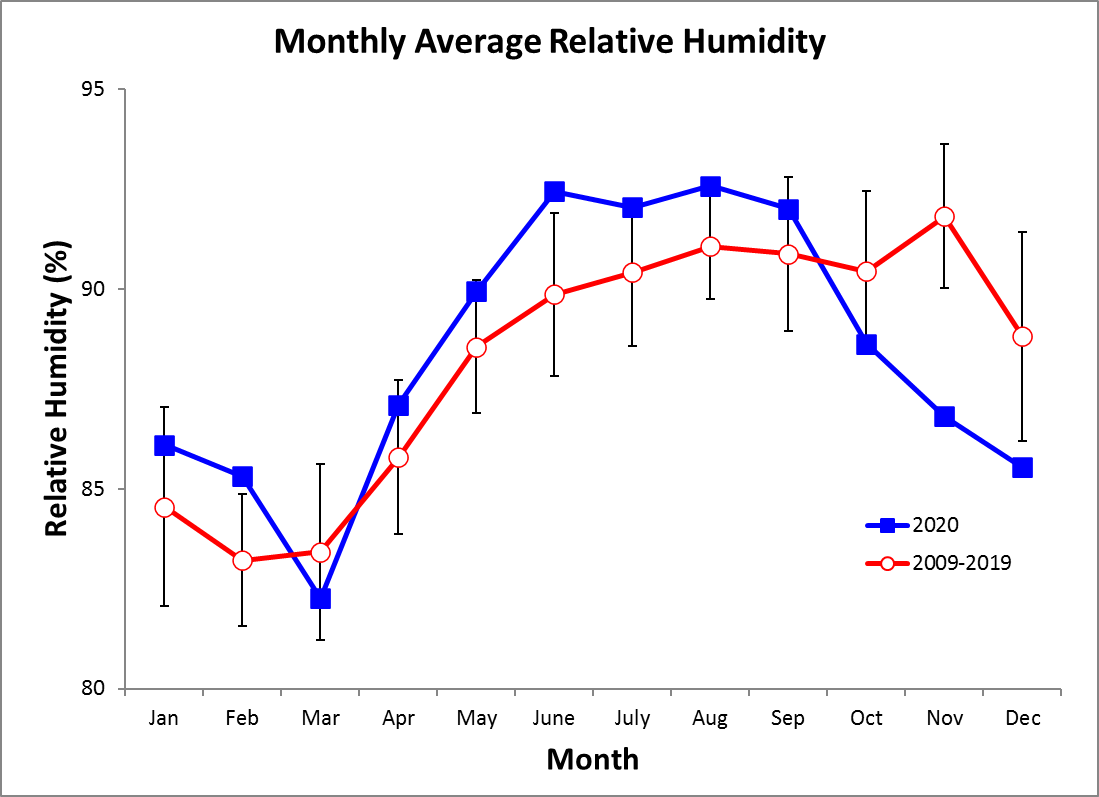 Monthly Average Relative Humidity
95
90
85
80
Relative Humidity (%)
2020
2009-2019
Jan Feb Mar Apr May June July Aug Sep Oct Nov Dec
Month